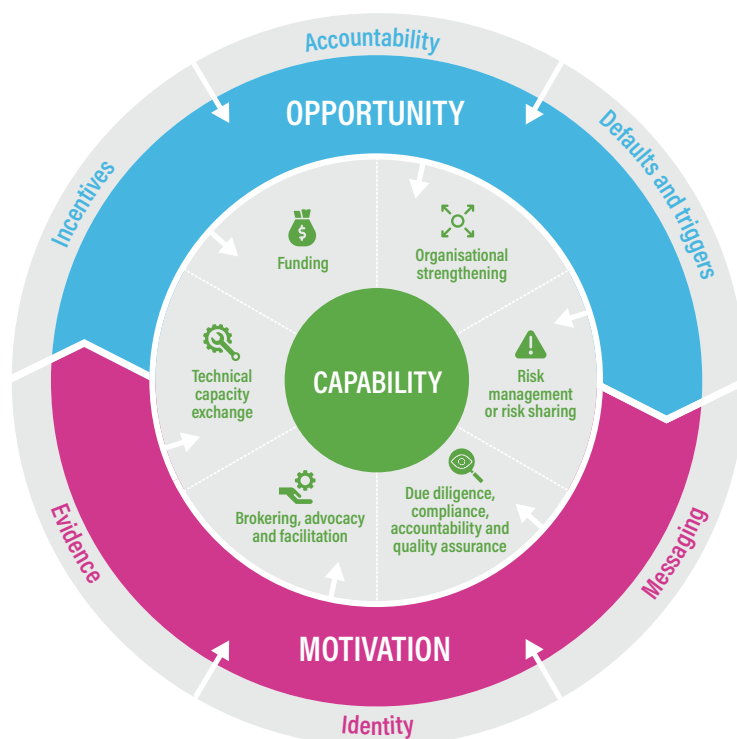 Accountability
OPPORTUNITY
Incentives
Defaults and triggers
$
Funding
Organisational
strengthening
Technical
capacity
exchange
CAPABILITY
!
Risk
management
or risk sharing
Brokering, advocacy
and facilitation
Due diligence,
compliance,
accountability and
quality assurance
Evidence
Messaging
MOTIVATION
Identity